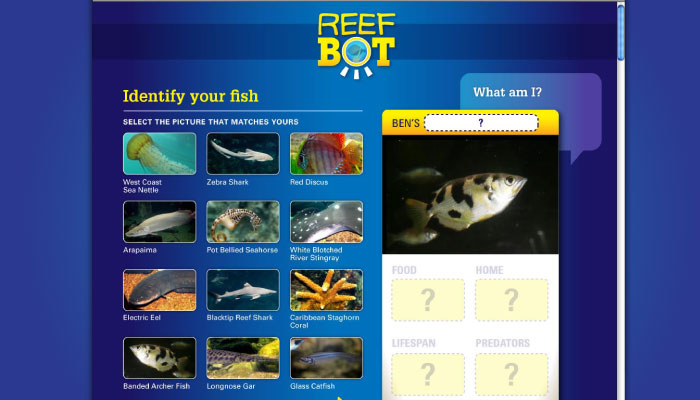 REEF
BOT
Identify your fish
SELECT THE PICTURE THAT MATCHES YOURS
West Coast
Sea Nettle
Zebra Shark
Red Discus
Arapaima
Pot Bellied Seahorse
White Blotched
River Stingray
Electric Eel
Blacktip Reef Shark
Caribbean Staghorn
Coral
Banded Archer Fish
Longnose Gar
Glass Catfish
What am I?
BEN'S ?
FOOD
HOME
?
?
LIFESPAN
PREDATORS
?
?